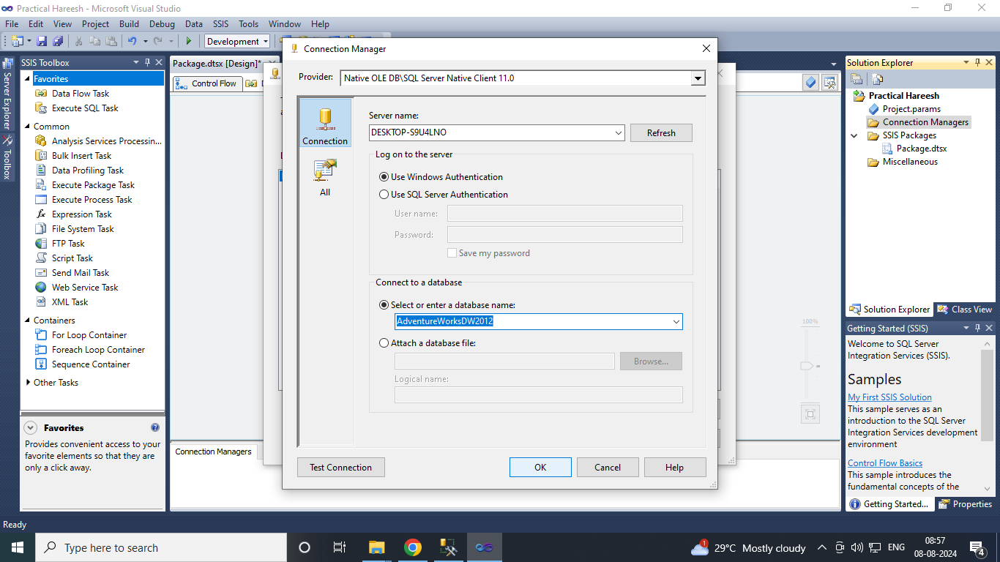 Practical Hareesh - Microsoft Visual Studio
File Edit View Project Build Debug Data SSIS Tools Window Help
Development
SSIS Toolbox
Favorites
Data Flow Task
Execute SQL Task
Common
Analysis Services Processin...
Bulk Insert Task
Data Profiling Task
Execute Package Task
Execute Process Task
Expression Task
File System Task
FTP Task
Script Task
Send Mail Task
Web Service Task
XML Task
Containers
For Loop Container
Foreach Loop Container
Sequence Container
Other Tasks
Favorites
Provides convenient access to your
favorite elements so that they are
only a click away.
Server Explorer
Toolbox
Package.dtsx [Design]*
Control Flow
Connection Managers
100%
Connection Manager
Provider: Native OLE DB\SQL Server Native Client 11.0
Connection
All
Server name:
DESKTOP-S9U4LNO Refresh
Log on to the server
Use Windows Authentication
Use SQL Server Authentication
User name:
Password:
Save my password
Connect to a database
Select or enter a database name:
AdventureWorksDW2012
Attach a database file:
Browse...
Logical name:
Test Connection OK Cancel Help
Solution Explorer
Practical Hareesh
Project.params
Connection Managers
SSIS Packages
Package.dtsx
Miscellaneous
Solution Explorer Class View
Getting Started (SSIS)
Welcome to SQL Server
Integration Services (SSIS).
Samples
My First SSIS Solution
This sample serves as an
introduction to the SQL Server
Integration Services development
environment
Control Flow Basics
This sample introduces the
fundamental concepts of the
Getting Started... Properties
Ready
Type here to search
1
29°C Mostly cloudy
ENG
08:57
08-08-2024
4